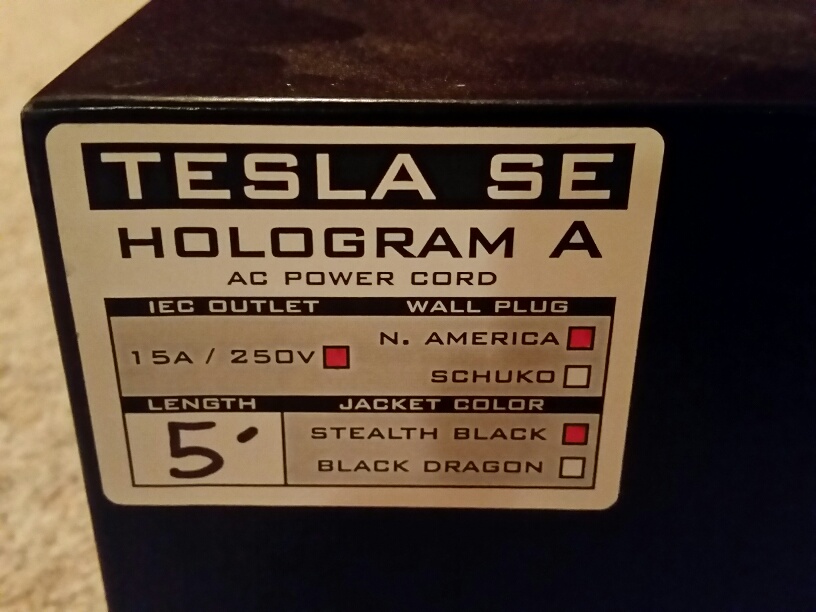 TESLA SE
HOLOGRAM A
AC POWER CORD
IEC OUTLET WALL PLUG
15A / 250V N. AMERICA
SCHUKO
LENGTH JACKET COLOR
5' STEALTH BLACK
BLACK DRAGON